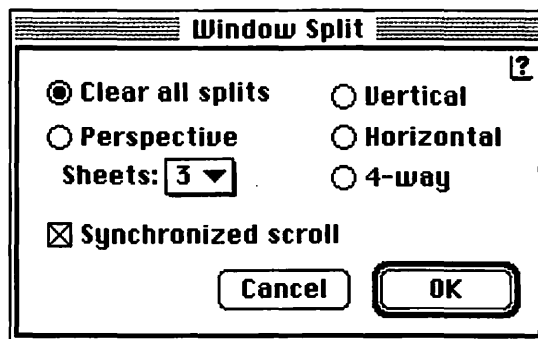 Window Split
?
Clear all splits
Vertical
Perspective
Horizontal
Sheets: 3
4-way
Synchronized scroll
Cancel
OK